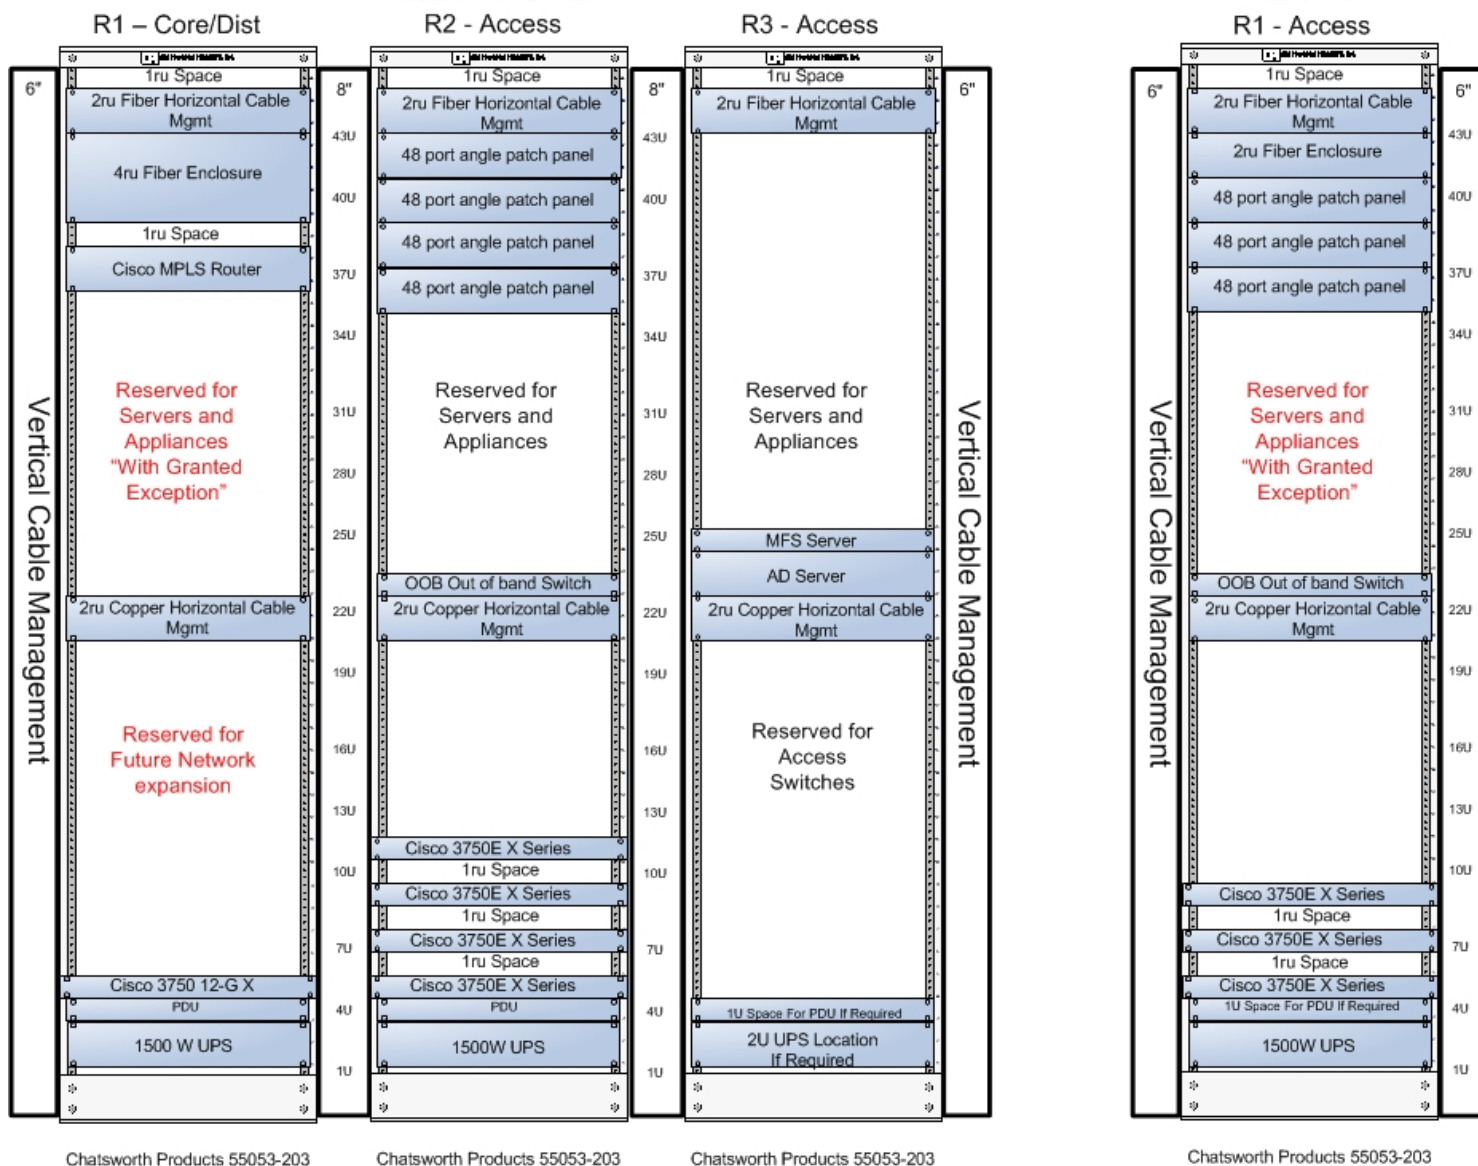 R1 – Core/Dist
R2 - Access
R3 - Access
R1 - Access
6"
1ru Space
2ru Fiber Horizontal Cable
Mgmt
4ru Fiber Enclosure
1ru Space
Cisco MPLS Router
Reserved for
Servers and
Appliances
“With Granted
Exception”
2ru Copper Horizontal Cable
Mgmt
Reserved for
Future Network
expansion
Cisco 3750 12-G X
PDU
1500 W UPS
Vertical Cable Management
Chatsworth Products 55053-203
8"
43U
40U
37U
34U
31U
28U
25U
22U
19U
16U
13U
10U
7U
4U
1U
1ru Space
2ru Fiber Horizontal Cable
Mgmt
48 port angle patch panel
48 port angle patch panel
48 port angle patch panel
48 port angle patch panel
Reserved for
Servers and
Appliances
OOB Out of band Switch
2ru Copper Horizontal Cable
Mgmt
Cisco 3750E X Series
1ru Space
Cisco 3750E X Series
1ru Space
Cisco 3750E X Series
1ru Space
Cisco 3750E X Series
PDU
1500W UPS
Chatsworth Products 55053-203
8"
43U
40U
37U
34U
31U
28U
25U
22U
19U
16U
13U
10U
7U
4U
1U
1ru Space
2ru Fiber Horizontal Cable
Mgmt
Reserved for
Servers and
Appliances
MFS Server
AD Server
2ru Copper Horizontal Cable
Mgmt
Reserved for
Access
Switches
1U Space For PDU If Required
2U UPS Location
If Required
Chatsworth Products 55053-203
6"
Vertical Cable Management
6"
Vertical Cable Management
1ru Space
2ru Fiber Horizontal Cable
Mgmt
2ru Fiber Enclosure
48 port angle patch panel
48 port angle patch panel
48 port angle patch panel
Reserved for
Servers and
Appliances
“With Granted
Exception”
OOB Out of band Switch
2ru Copper Horizontal Cable
Mgmt
Cisco 3750E X Series
1ru Space
Cisco 3750E X Series
1ru Space
Cisco 3750E X Series
1U Space For PDU If Required
1500W UPS
Chatsworth Products 55053-203
6"
43U
40U
37U
34U
31U
28U
25U
22U
19U
16U
13U
10U
7U
4U
1U